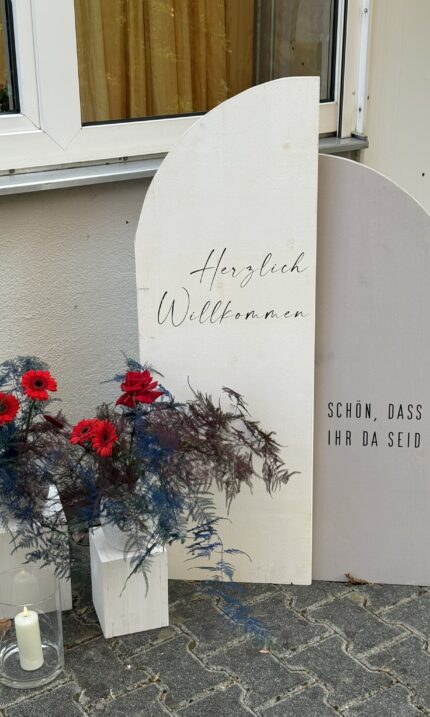 Herzlich
Willkommen
SCHÖN, DASS
IHR DA SEID